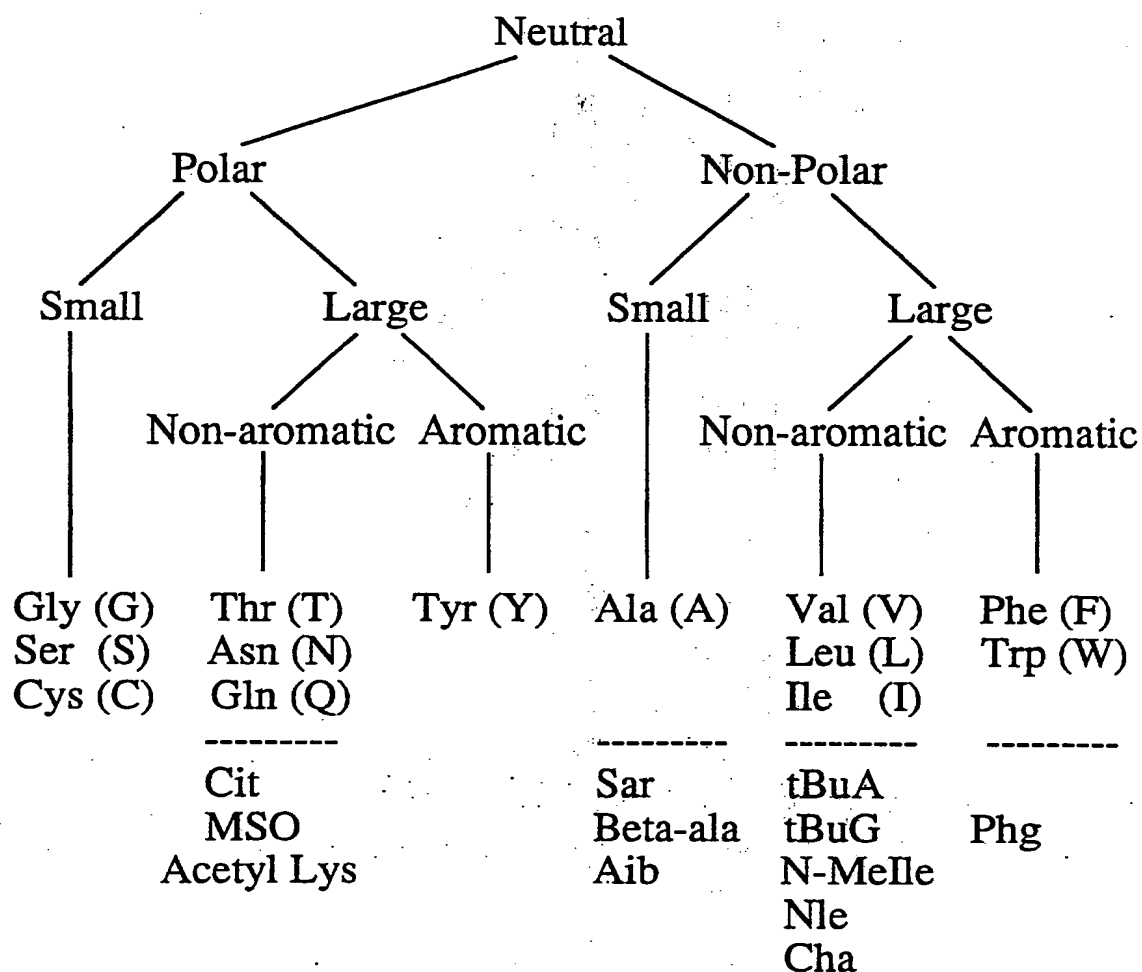 Neutral
Polar Non-Polar
Small Large Small Large
Non-aromatic Aromatic Non-aromatic Aromatic
Gly (G) Thr (T) Tyr (Y) Ala (A) Val (V) Phe (F)
Ser (S) Asn (N) Leu (L) Trp (W)
Cys (C) Gln (Q) Ile (I)
Cit Sar tBuA
MSO Beta-ala tBuG Phg
Acetyl Lys Aib N-MeIle
Nle
Cha